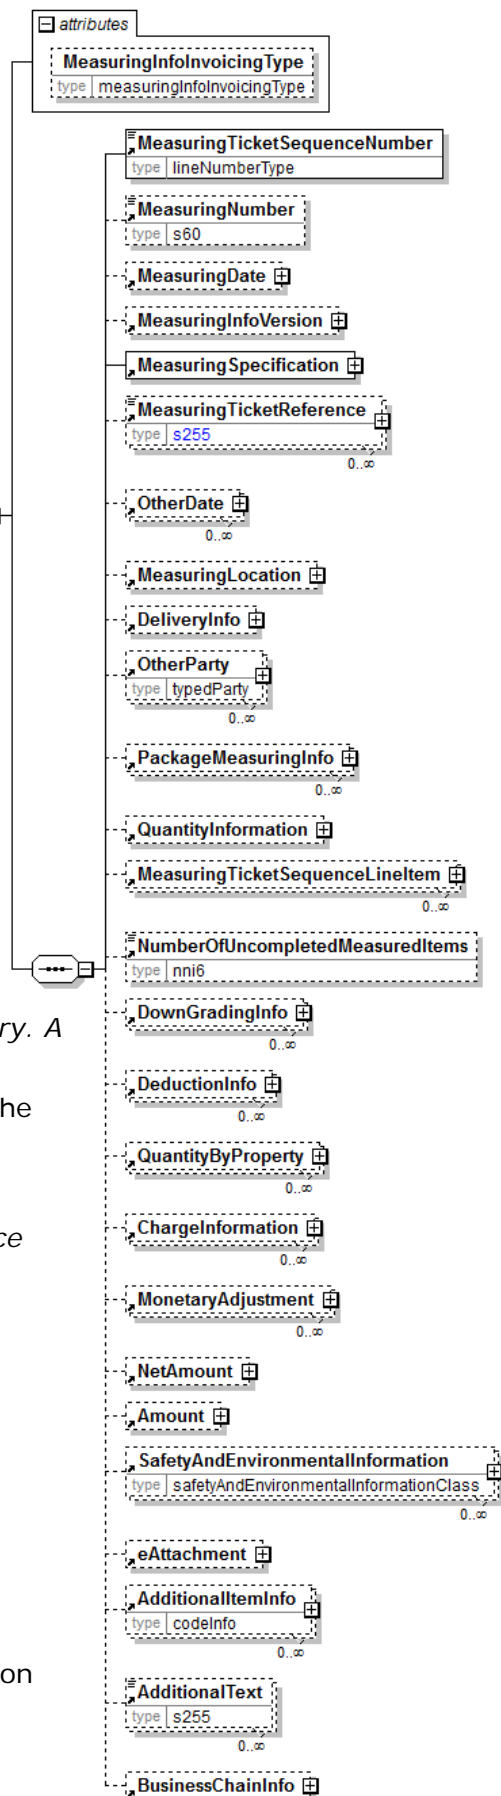 attributes
MeasuringInfoInvoicingType
type measuringInfoInvoicingType
MeasuringTicketSequenceNumber
type lineNumberType
MeasuringNumber
type s60
MeasuringDate
MeasuringInfoVersion
MeasuringSpecification
MeasuringTicketReference
type s255
0..∞
OtherDate
0..∞
MeasuringLocation
DeliveryInfo
OtherParty
type typedParty
0..∞
PackageMeasuringInfo
0..∞
QuantityInformation
MeasuringTicketSequenceLineItem
0..∞
NumberOfUncompletedMeasuredItems
type nni6
DownGradingInfo
ry. A
0..∞
DeductionInfo
he
0..∞
QuantityByProperty
0..∞
ChargeInformation
ce
0..∞
MonetaryAdjustment
0..∞
NetAmount
Amount
SafetyAndEnvironmentalInformation
type safetyAndEnvironmentalInformationClass
0..∞
eAttachment
AdditionalItemInfo
type codeInfo
0..∞
on
AdditionalText
type s255
0..∞
BusinessChainInfo